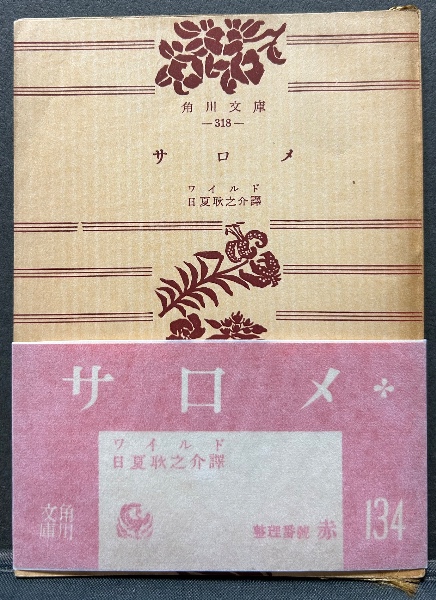 角川文庫
—318—
サロメ
ワイルド
日夏耿之介譯
サロメ
ワイルド
日夏耿之介譯
角川文庫
整理番號 赤 134